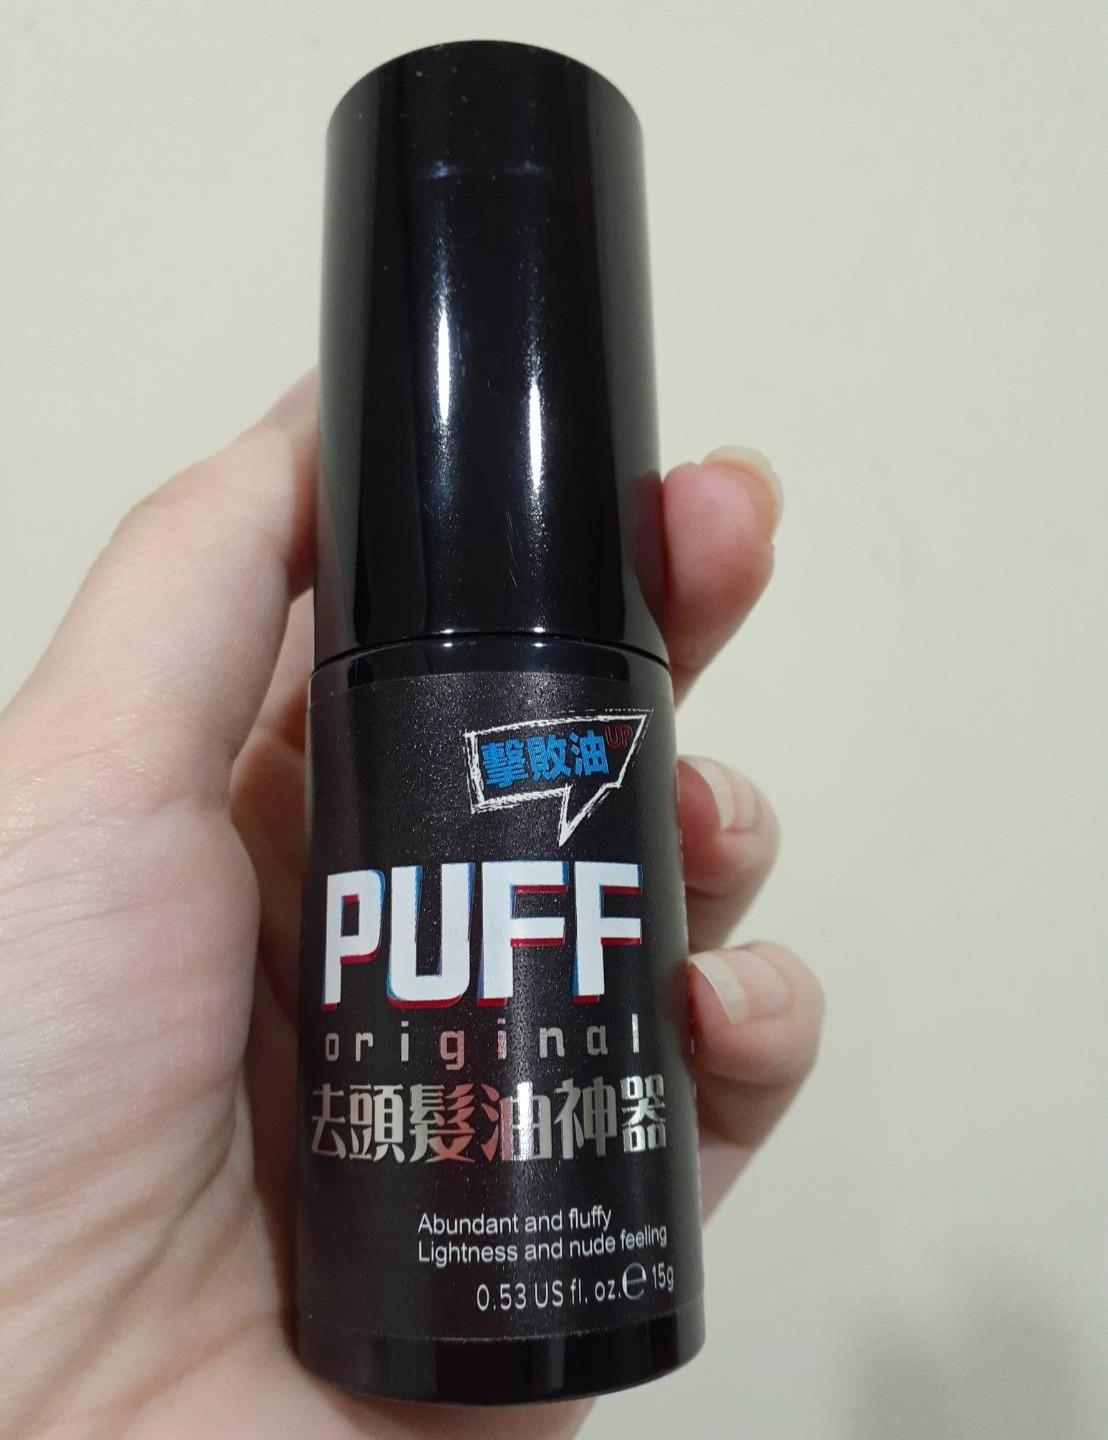 擊敗油UP
PUFF
original
去頭髮油神器
Abundant and fluffy
Lightness and nude feeling
0.53 US fl. oz.℮ 15g